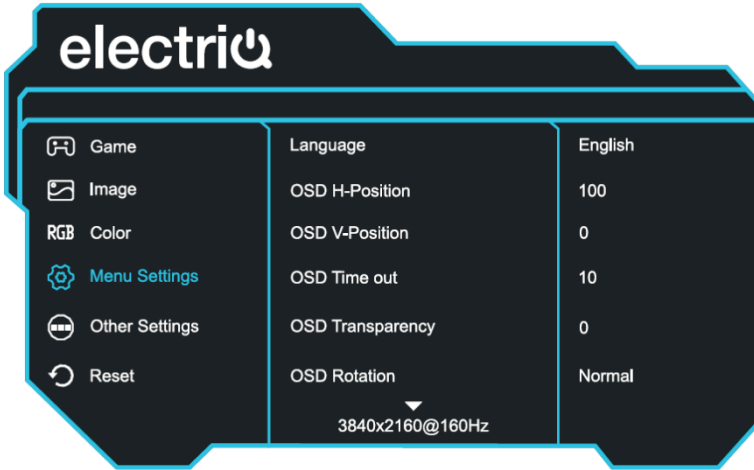 electriQ
Game
Image
RGB Color
Menu Settings
Other Settings
Reset
Language English
OSD H-Position 100
OSD V-Position 0
OSD Time out 10
OSD Transparency 0
OSD Rotation Normal
3840x2160@160Hz